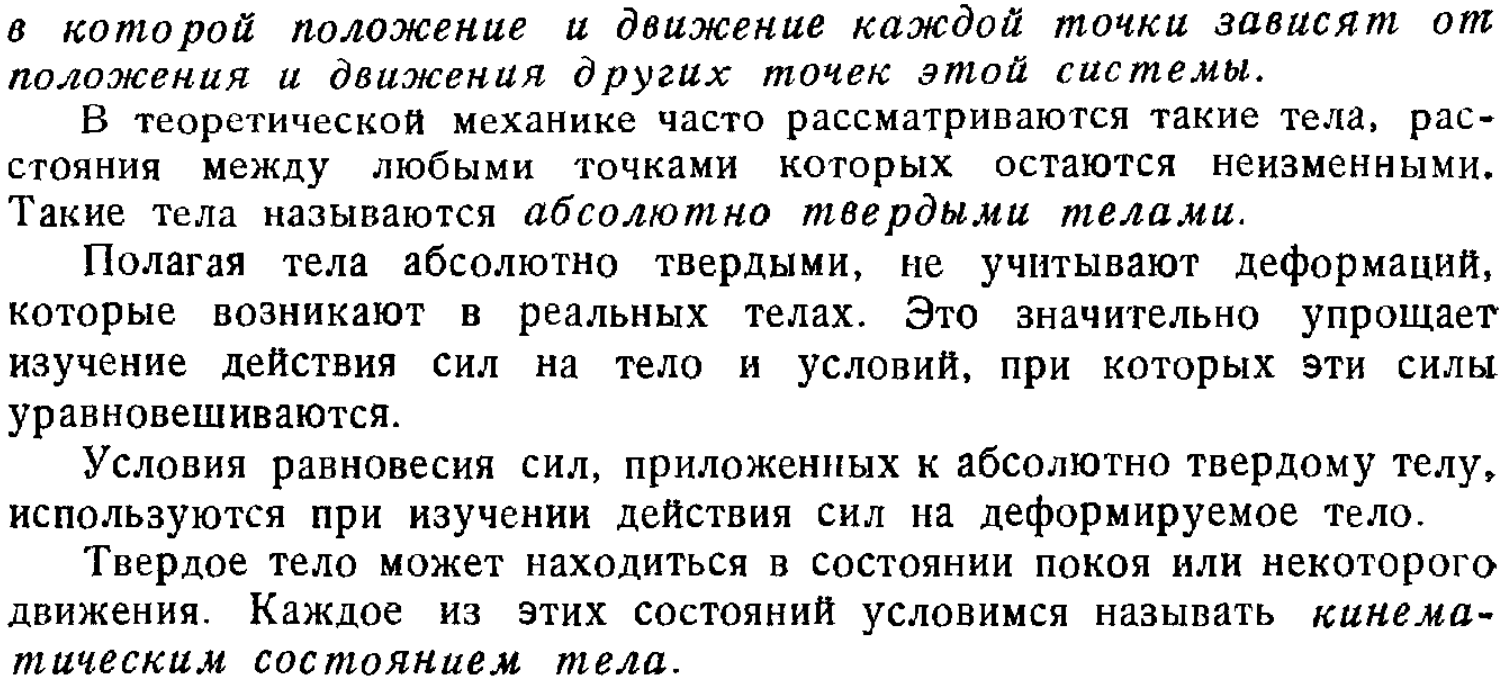 в которой положение и движение каждой точки зависят от
положения и движения других точек этой системы.
В теоретической механике часто рассматриваются такие тела, рас-
стояния между любыми точками которых остаются неизменными.
Такие тела называются абсолютно твердыми телами.
Полагая тела абсолютно твердыми, не учитывают деформаций,
которые возникают в реальных телах. Это значительно упрощает
изучение действия сил на тело и условий, при которых эти силы
уравновешиваются.
Условия равновесия сил, приложенных к абсолютно твердому телу,
используются при изучении действия сил на деформируемое тело.
Твердое тело может находиться в состоянии покоя или некоторого
движения. Каждое из этих состояний условимся называть кинема-
тическим состоянием тела.